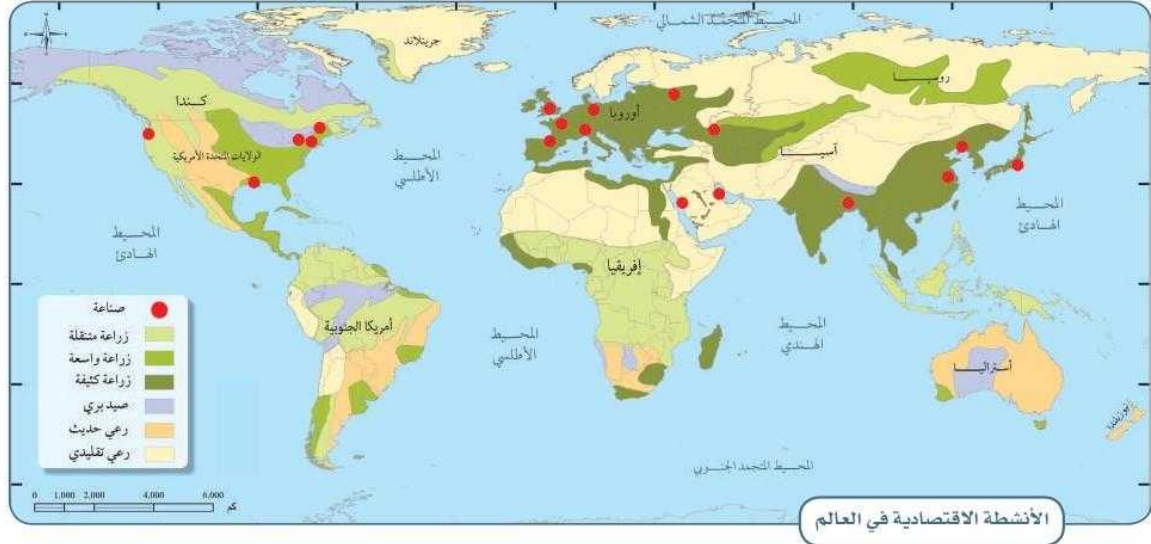 المحيط المتجمد الشمالي
جرينلاند
روسيا
كندا
أوروبا
الولايات المتحدة الأمريكية
آسيا
المحيط
الأطلسي
المحيط
الهادئ
المحيط
الهادئ
إفريقيا
أمريكا الجنوبية
المحيط
الأطلسي
المحيط
الهندي
أستراليا
نيوزيلندا
صناعة
زراعة متنقلة
زراعة واسعة
زراعة كثيفة
صيد بري
رعي حديث
رعي تقليدي
المحيط المتجمد الجنوبي
0 1,000 2,000 4,000 6,000
كم
الأنشطة الاقتصادية في العالم